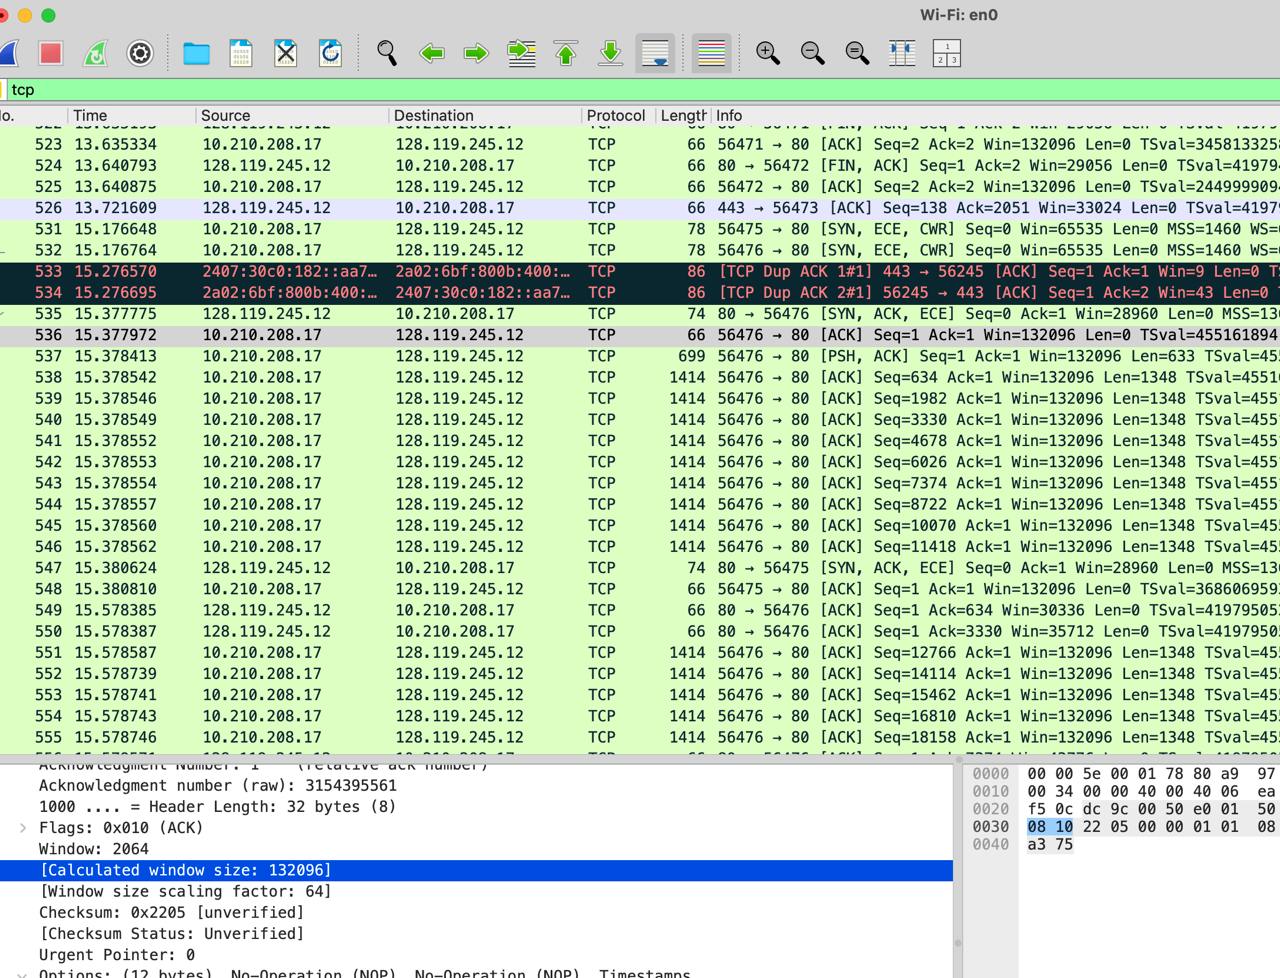 Wi-Fi: en0
tcp
o. Time Source Destination Protocol Length Info
522 13.635193 128.119.245.12 10.210.208.17 TCP 66 80 → 56471 [FIN, ACK] Seq=1 Ack=2 Win=29056
523 13.635334 10.210.208.17 128.119.245.12 TCP 66 56471 → 80 [ACK] Seq=2 Ack=2 Win=132096 Len=0 TSval=345813325
524 13.640793 128.119.245.12 10.210.208.17 TCP 66 80 → 56472 [FIN, ACK] Seq=1 Ack=2 Win=29056 Len=0 TSval=419794
525 13.640875 10.210.208.17 128.119.245.12 TCP 66 56472 → 80 [ACK] Seq=2 Ack=2 Win=132096 Len=0 TSval=244999909
526 13.721609 128.119.245.12 10.210.208.17 TCP 66 443 → 56473 [ACK] Seq=138 Ack=2051 Win=33024 Len=0 TSval=41979
531 15.176648 10.210.208.17 128.119.245.12 TCP 78 56475 → 80 [SYN, ECE, CWR] Seq=0 Win=65535 Len=0 MSS=1460 WS=
532 15.176764 10.210.208.17 128.119.245.12 TCP 78 56476 → 80 [SYN, ECE, CWR] Seq=0 Win=65535 Len=0 MSS=1460 WS=
533 15.276570 2407:30c0:182::aa7… 2a02:6bf:800b:400:… TCP 86 [TCP Dup ACK 1#1] 443 → 56245 [ACK] Seq=1 Ack=1 Win=9 Len=0 T
534 15.276695 2a02:6bf:800b:400:… 2407:30c0:182::aa7… TCP 86 [TCP Dup ACK 2#1] 56245 → 443 [ACK] Seq=1 Ack=2 Win=43 Len=0
535 15.377775 128.119.245.12 10.210.208.17 TCP 74 80 → 56476 [SYN, ACK, ECE] Seq=0 Ack=1 Win=28960 Len=0 MSS=13
536 15.377972 10.210.208.17 128.119.245.12 TCP 66 56476 → 80 [ACK] Seq=1 Ack=1 Win=132096 Len=0 TSval=455161894
537 15.378413 10.210.208.17 128.119.245.12 TCP 699 56476 → 80 [PSH, ACK] Seq=1 Ack=1 Win=132096 Len=633 TSval=45
538 15.378542 10.210.208.17 128.119.245.12 TCP 1414 56476 → 80 [ACK] Seq=634 Ack=1 Win=132096 Len=1348 TSval=4551
539 15.378546 10.210.208.17 128.119.245.12 TCP 1414 56476 → 80 [ACK] Seq=1982 Ack=1 Win=132096 Len=1348 TSval=455
540 15.378549 10.210.208.17 128.119.245.12 TCP 1414 56476 → 80 [ACK] Seq=3330 Ack=1 Win=132096 Len=1348 TSval=455
541 15.378552 10.210.208.17 128.119.245.12 TCP 1414 56476 → 80 [ACK] Seq=4678 Ack=1 Win=132096 Len=1348 TSval=455
542 15.378553 10.210.208.17 128.119.245.12 TCP 1414 56476 → 80 [ACK] Seq=6026 Ack=1 Win=132096 Len=1348 TSval=455
543 15.378554 10.210.208.17 128.119.245.12 TCP 1414 56476 → 80 [ACK] Seq=7374 Ack=1 Win=132096 Len=1348 TSval=455
544 15.378557 10.210.208.17 128.119.245.12 TCP 1414 56476 → 80 [ACK] Seq=8722 Ack=1 Win=132096 Len=1348 TSval=455
545 15.378560 10.210.208.17 128.119.245.12 TCP 1414 56476 → 80 [ACK] Seq=10070 Ack=1 Win=132096 Len=1348 TSval=45
546 15.378562 10.210.208.17 128.119.245.12 TCP 1414 56476 → 80 [ACK] Seq=11418 Ack=1 Win=132096 Len=1348 TSval=45
547 15.380624 128.119.245.12 10.210.208.17 TCP 74 80 → 56475 [SYN, ACK, ECE] Seq=0 Ack=1 Win=28960 Len=0 MSS=13
548 15.380810 10.210.208.17 128.119.245.12 TCP 66 56475 → 80 [ACK] Seq=1 Ack=1 Win=132096 Len=0 TSval=368606959
549 15.578385 128.119.245.12 10.210.208.17 TCP 66 80 → 56476 [ACK] Seq=1 Ack=634 Win=30336 Len=0 TSval=41979505
550 15.578387 128.119.245.12 10.210.208.17 TCP 66 80 → 56476 [ACK] Seq=1 Ack=3330 Win=35712 Len=0 TSval=4197950
551 15.578587 10.210.208.17 128.119.245.12 TCP 1414 56476 → 80 [ACK] Seq=12766 Ack=1 Win=132096 Len=1348 TSval=45
552 15.578739 10.210.208.17 128.119.245.12 TCP 1414 56476 → 80 [ACK] Seq=14114 Ack=1 Win=132096 Len=1348 TSval=45
553 15.578741 10.210.208.17 128.119.245.12 TCP 1414 56476 → 80 [ACK] Seq=15462 Ack=1 Win=132096 Len=1348 TSval=45
554 15.578743 10.210.208.17 128.119.245.12 TCP 1414 56476 → 80 [ACK] Seq=16810 Ack=1 Win=132096 Len=1348 TSval=45
555 15.578746 10.210.208.17 128.119.245.12 TCP 1414 56476 → 80 [ACK] Seq=18158 Ack=1 Win=132096 Len=1348 TSval=45
Acknowledgment Number: 1 (relative ack number)
Acknowledgment number (raw): 3154395561
1000 .... = Header Length: 32 bytes (8)
Flags: 0x010 (ACK)
Window: 2064
[Calculated window size: 132096]
[Window size scaling factor: 64]
Checksum: 0x2205 [unverified]
[Checksum Status: Unverified]
Urgent Pointer: 0
Options: (12 bytes), No-Operation (NOP), No-Operation (NOP), Timestamps
0000 00 00 5e 00 01 78 80 a9 97
0010 00 34 00 00 40 00 40 06 ea
0020 f5 0c dc 9c 00 50 e0 01 50
0030 08 10 22 05 00 00 01 01 08
0040 a3 75